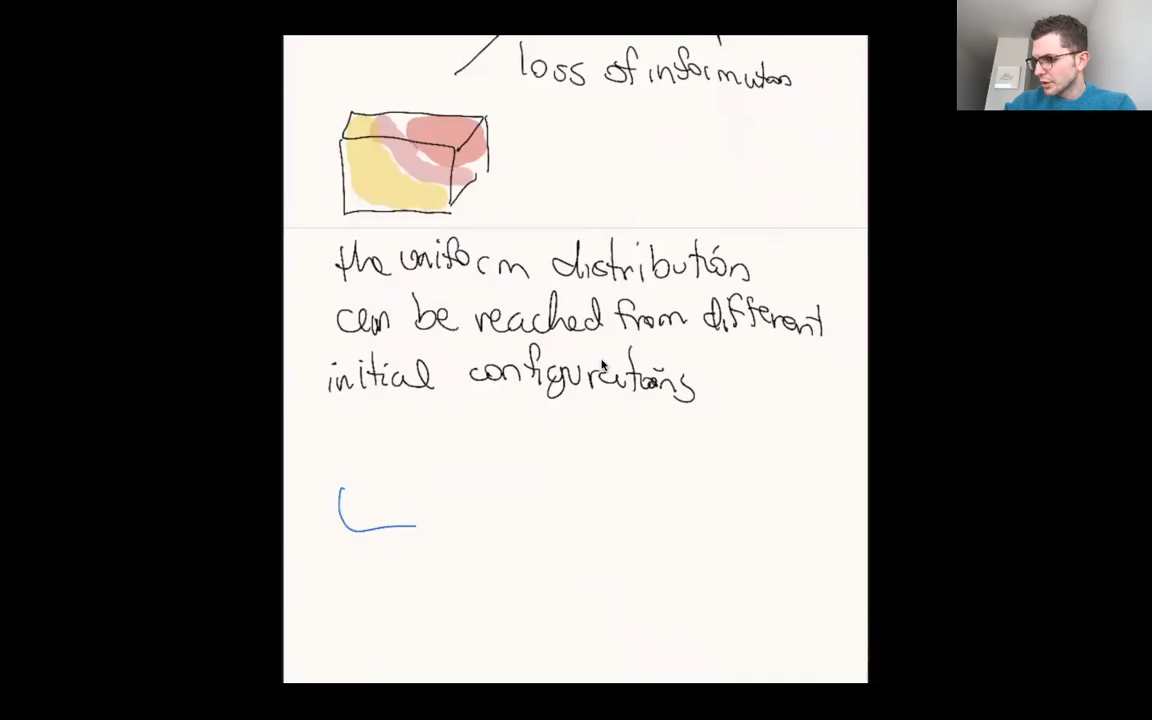 loss of information
the uniform distribution
can be reached from different
initial configurations